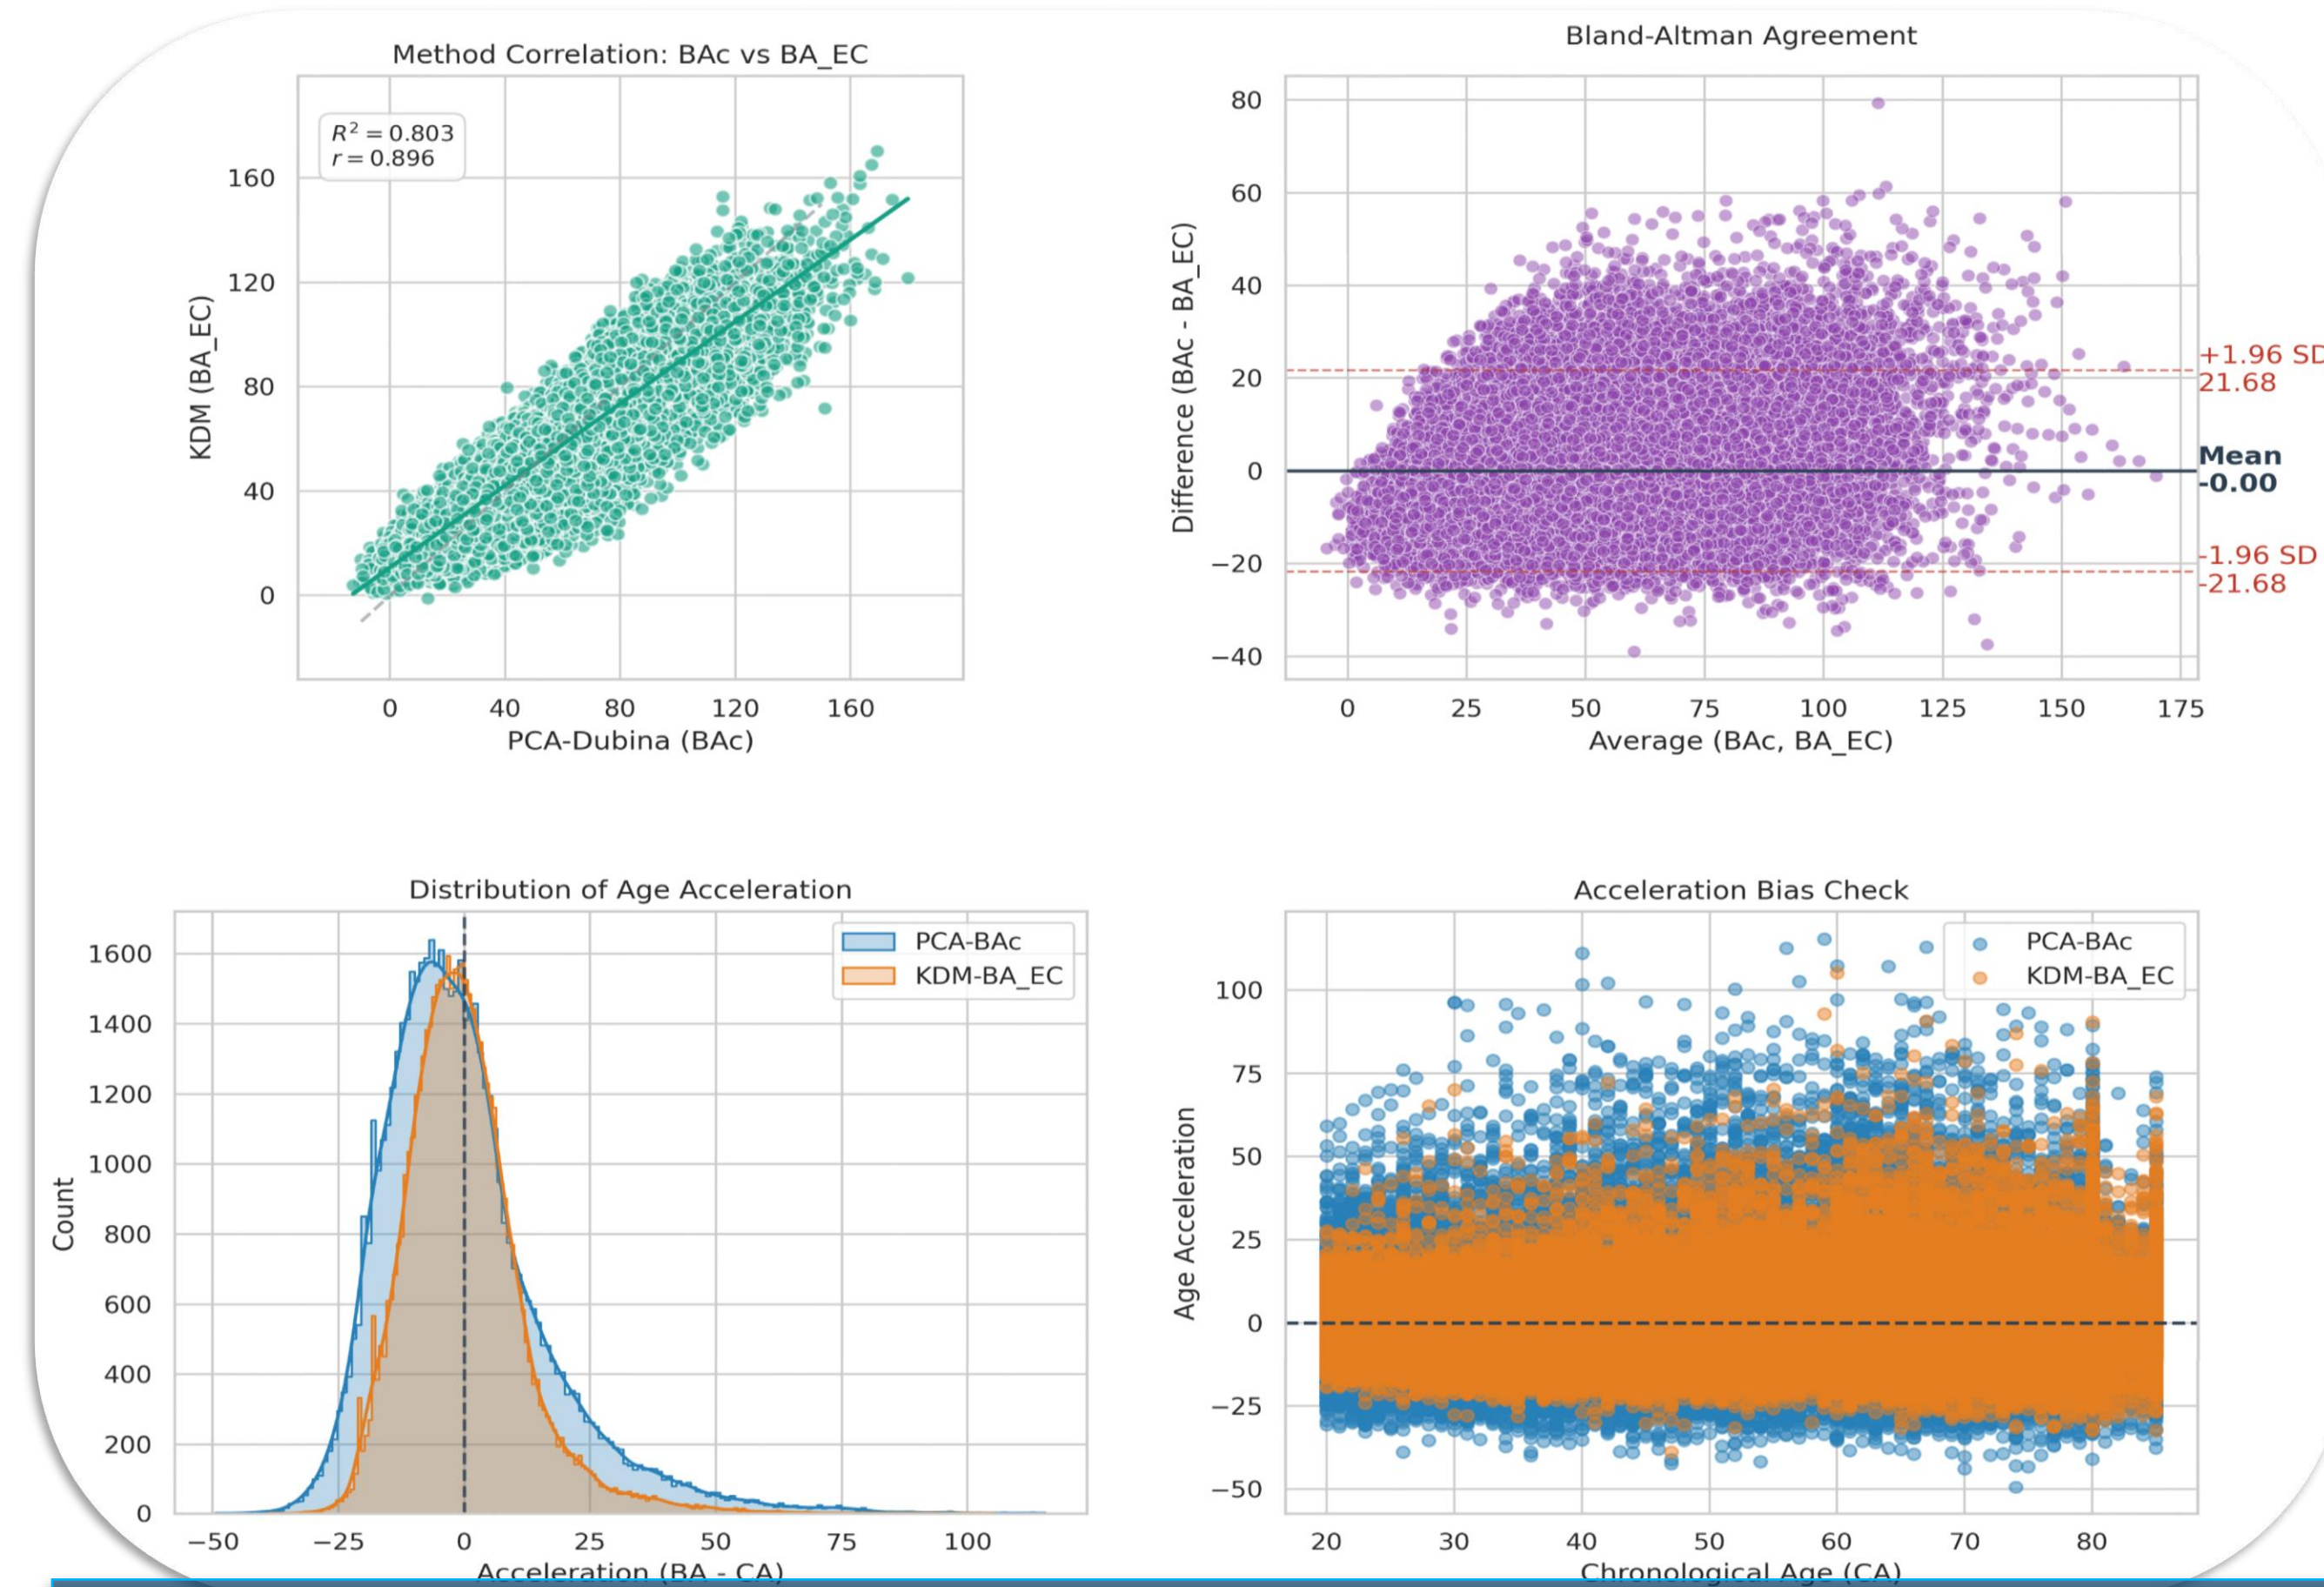 Method Correlation: BAc vs BA_EC
R² = 0.803
r = 0.896
160
120
80
40
0
KDM (BA_EC)
0 40 80 120 160
PCA-Dubina (BAc)
Bland-Altman Agreement
80
60
40
20
0
−20
−40
Difference (BAc - BA_EC)
+1.96 SD
21.68
Mean
-0.00
-1.96 SD
-21.68
0 25 50 75 100 125 150 175
Average (BAc, BA_EC)
Distribution of Age Acceleration
PCA-BAc
KDM-BA_EC
1600
1400
1200
1000
800
600
400
200
0
Count
−50 −25 0 25 50 75 100
Acceleration (BA - CA)
Acceleration Bias Check
PCA-BAc
KDM-BA_EC
100
75
50
25
0
−25
−50
Age Acceleration
20 30 40 50 60 70 80
Chronological Age (CA)